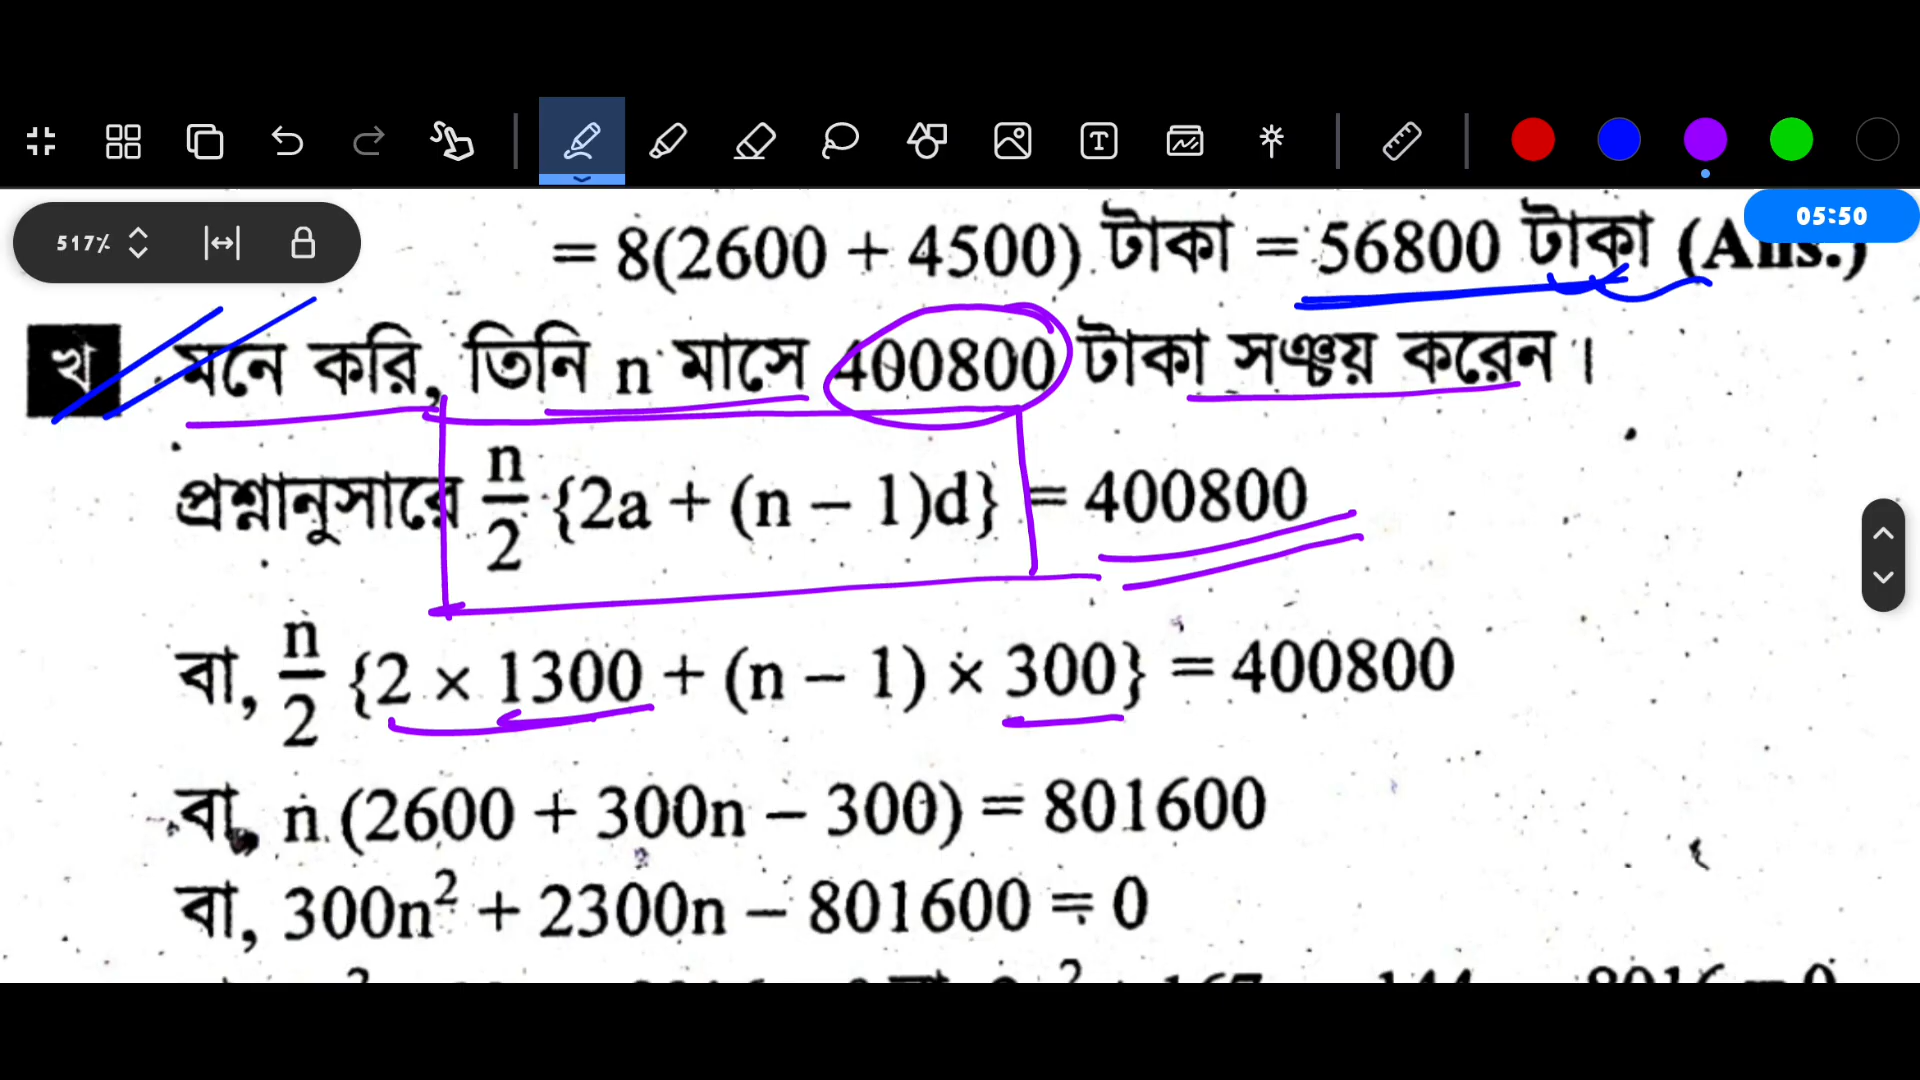 517%
05:50
= 8(2600 + 4500) টাকা = 56800 টাকা (Ans.)
খ মনে করি, তিনি n মাসে 400800 টাকা সঞ্চয় করেন।
প্রশ্নানুসারে n/2 {2a + (n − 1)d} = 400800
বা, n/2 {2 × 1300 + (n − 1) × 300} = 400800
বা, n (2600 + 300n − 300) = 801600
বা, 300n² + 2300n − 801600 = 0